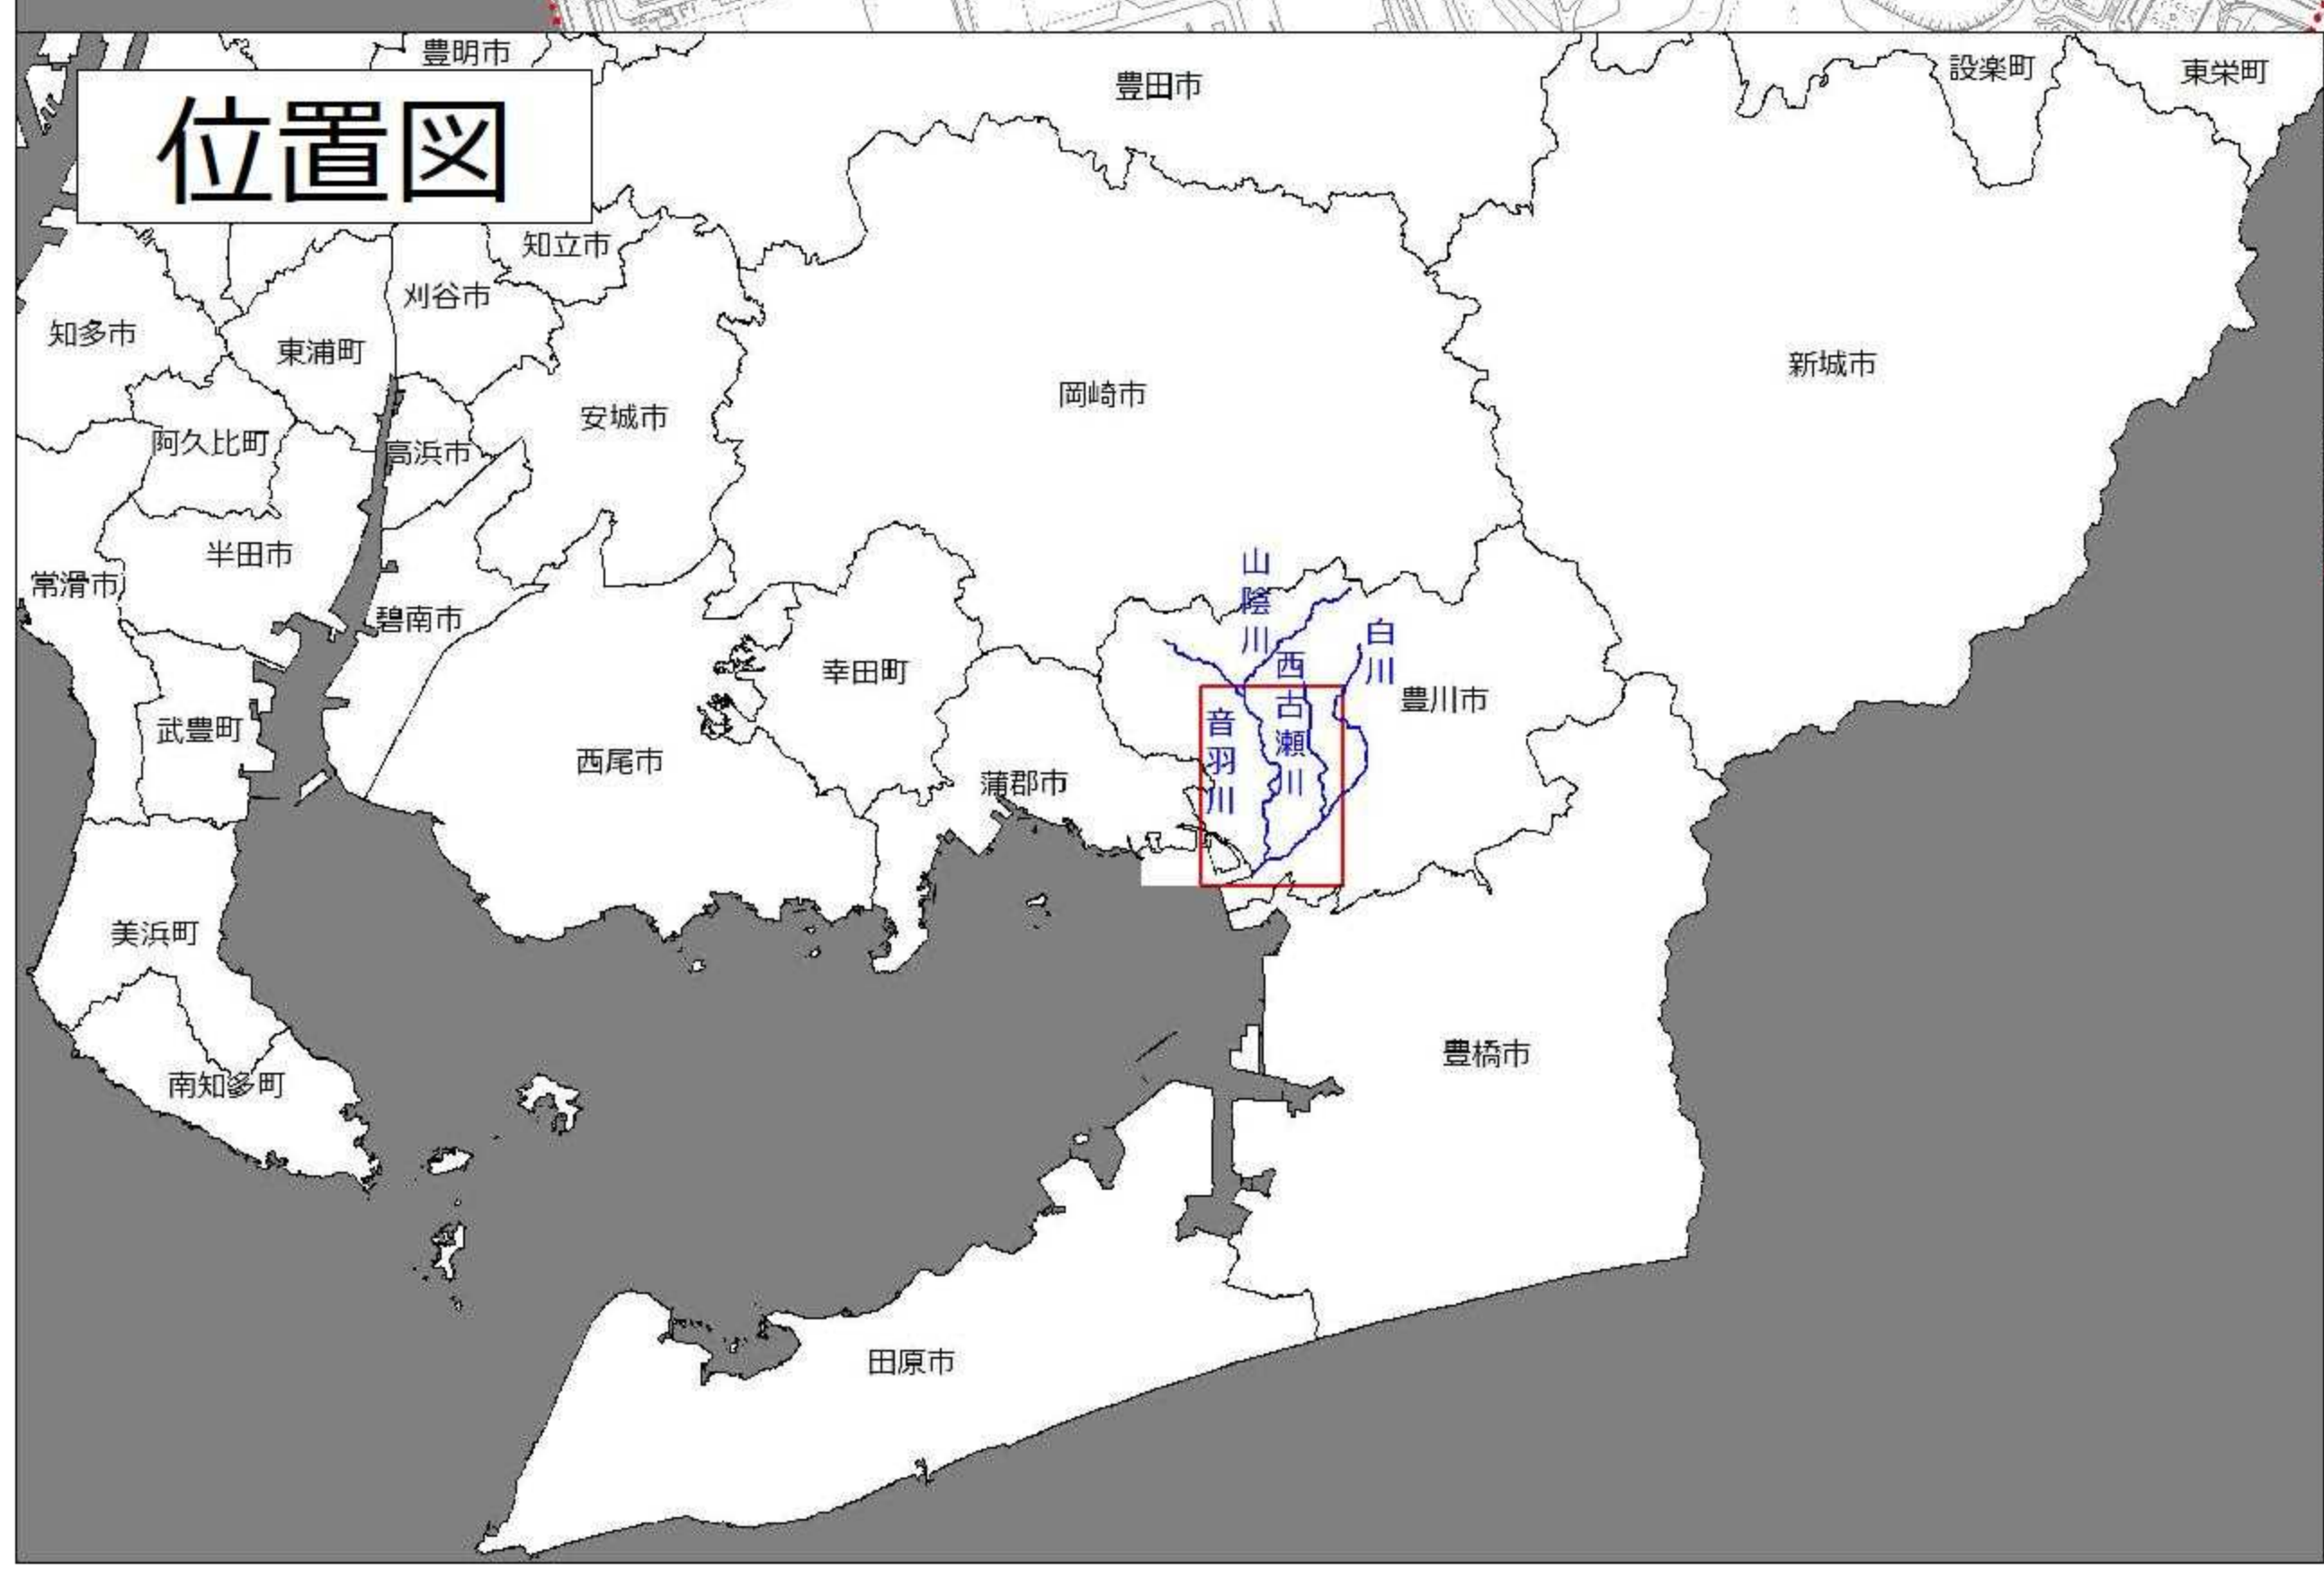 豊明市
豊田市
設楽町
東栄町
位置図
知立市
刈谷市
知多市
東浦町
新城市
岡崎市
安城市
阿久比町
高浜市
半田市
常滑市
碧南市
山陰川
白川
西古瀬川
音羽川
幸田町
豊川市
武豊町
西尾市
蒲郡市
美浜町
豊橋市
南知多町
田原市